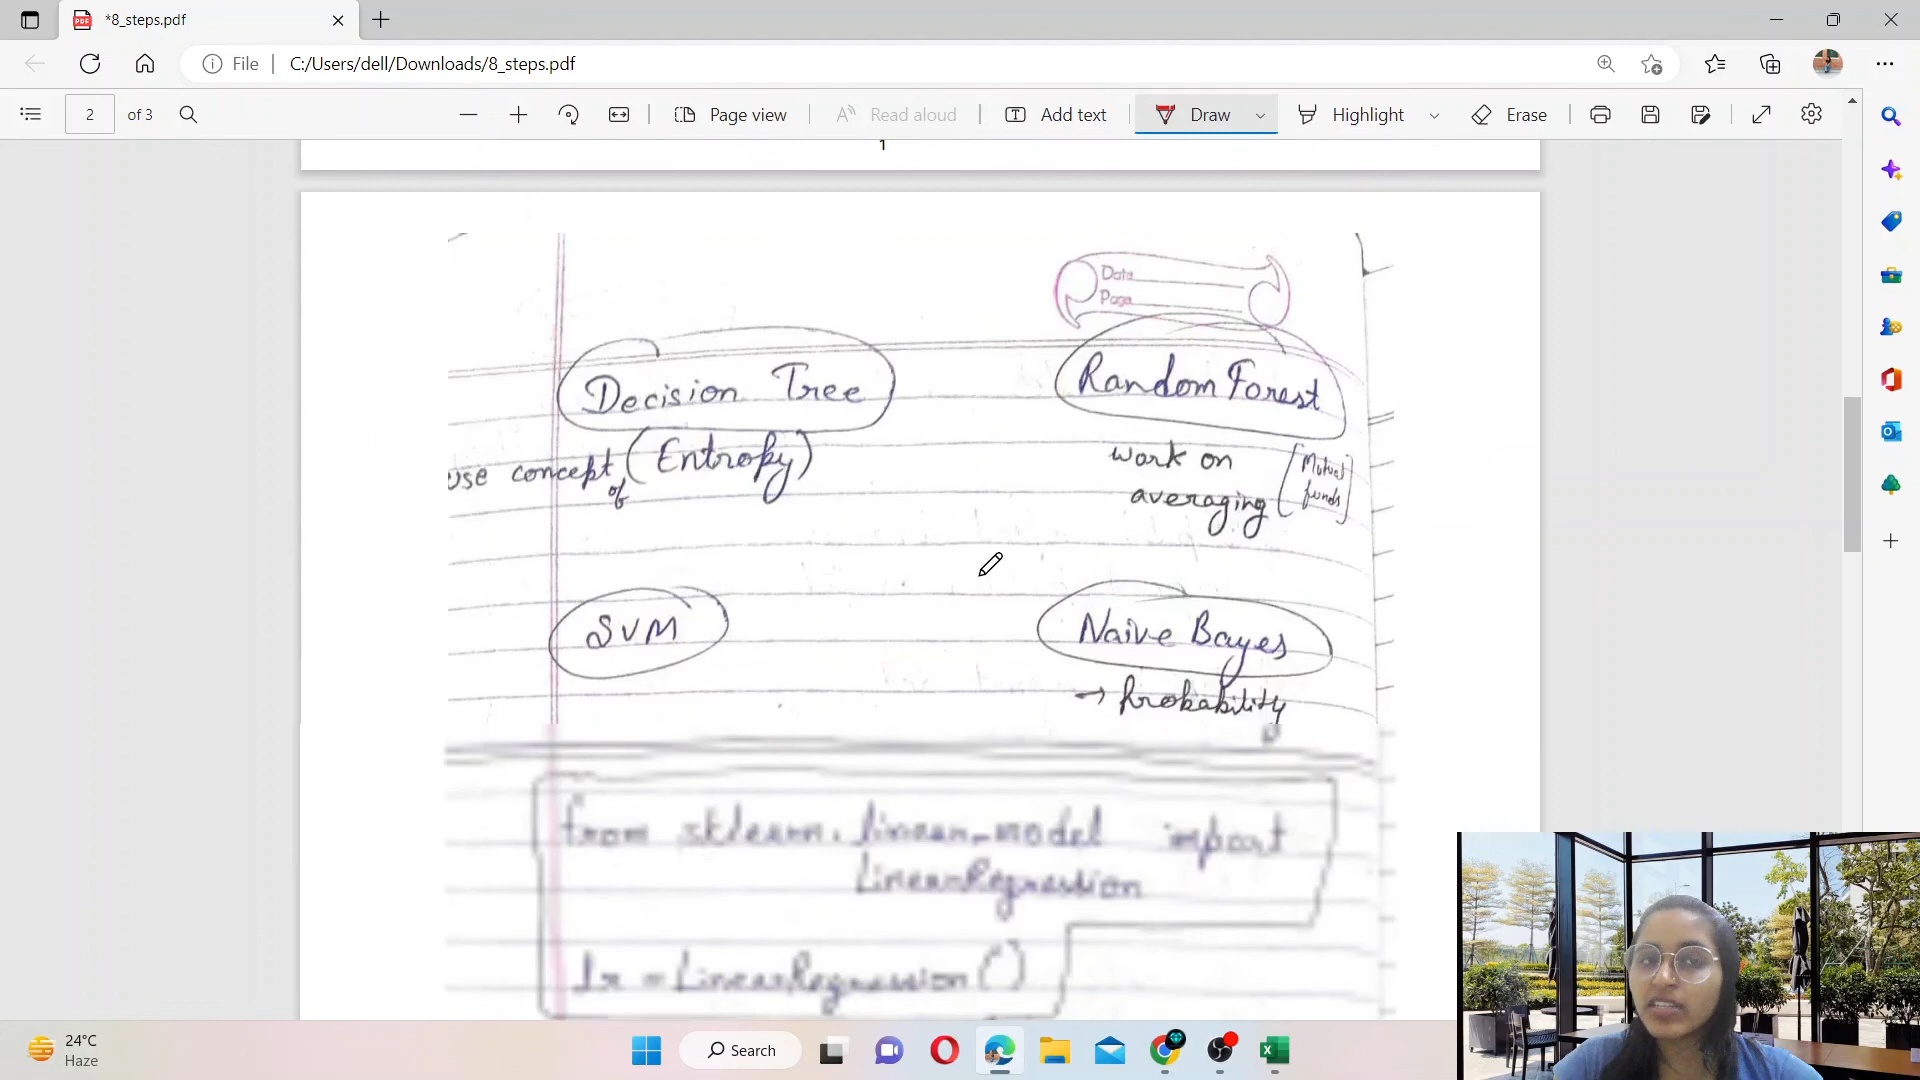 *8_steps.pdf
File
C:/Users/dell/Downloads/8_steps.pdf
2 of 3
Page view
Read aloud
Add text
Draw
Highlight
Erase
1
Date
Page
Decision Tree
Random Forest
use concept of (Entropy)
work on averaging [Mutual funds]
SVM
Naive Bayes
→ Probability
from sklearn.linear_model import
LinearRegression
lr = LinearRegression()
24°C
Haze
Search